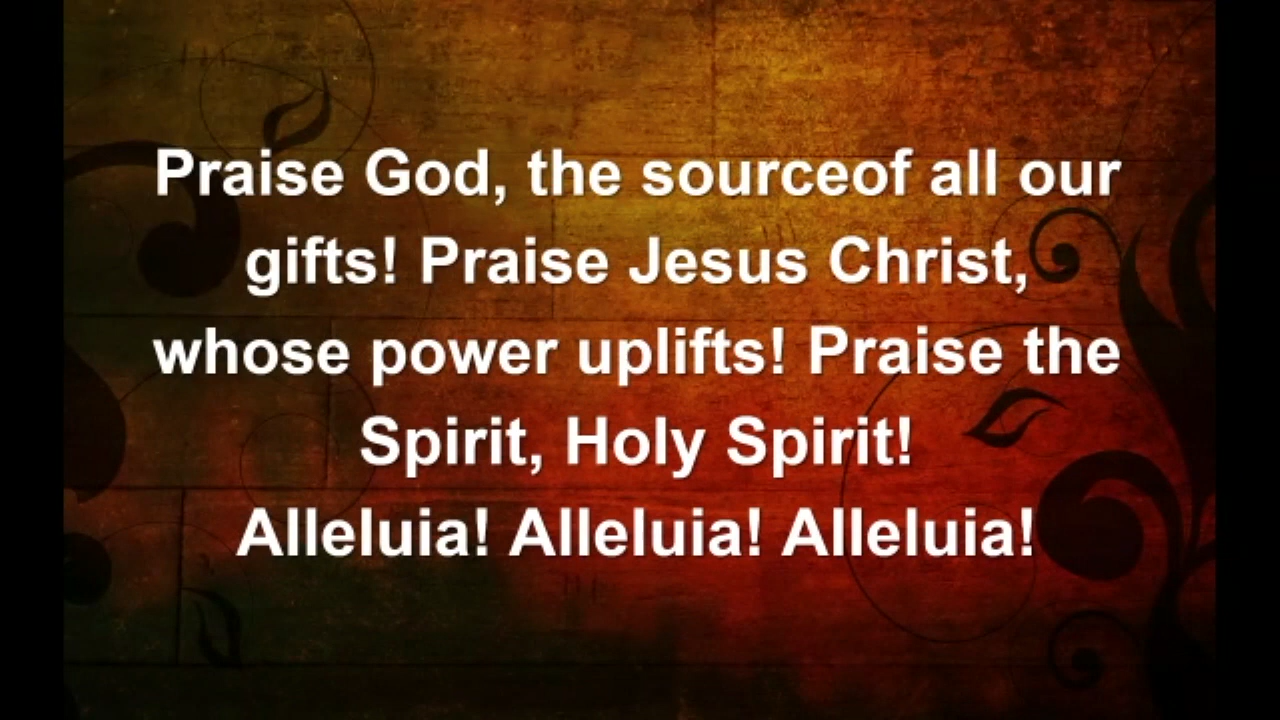 Praise God, the sourceof all our
gifts! Praise Jesus Christ,
whose power uplifts! Praise the
Spirit, Holy Spirit!
Alleluia! Alleluia! Alleluia!